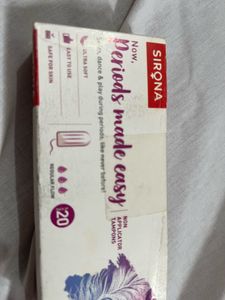 SIRONA
Now,
Periods made easy
dance & play during periods, like never before!
NON
APPLICATOR
TAMPONS
ULTRA SOFT
EASY TO USE
SAFE FOR SKIN
REGULAR FLOW
20